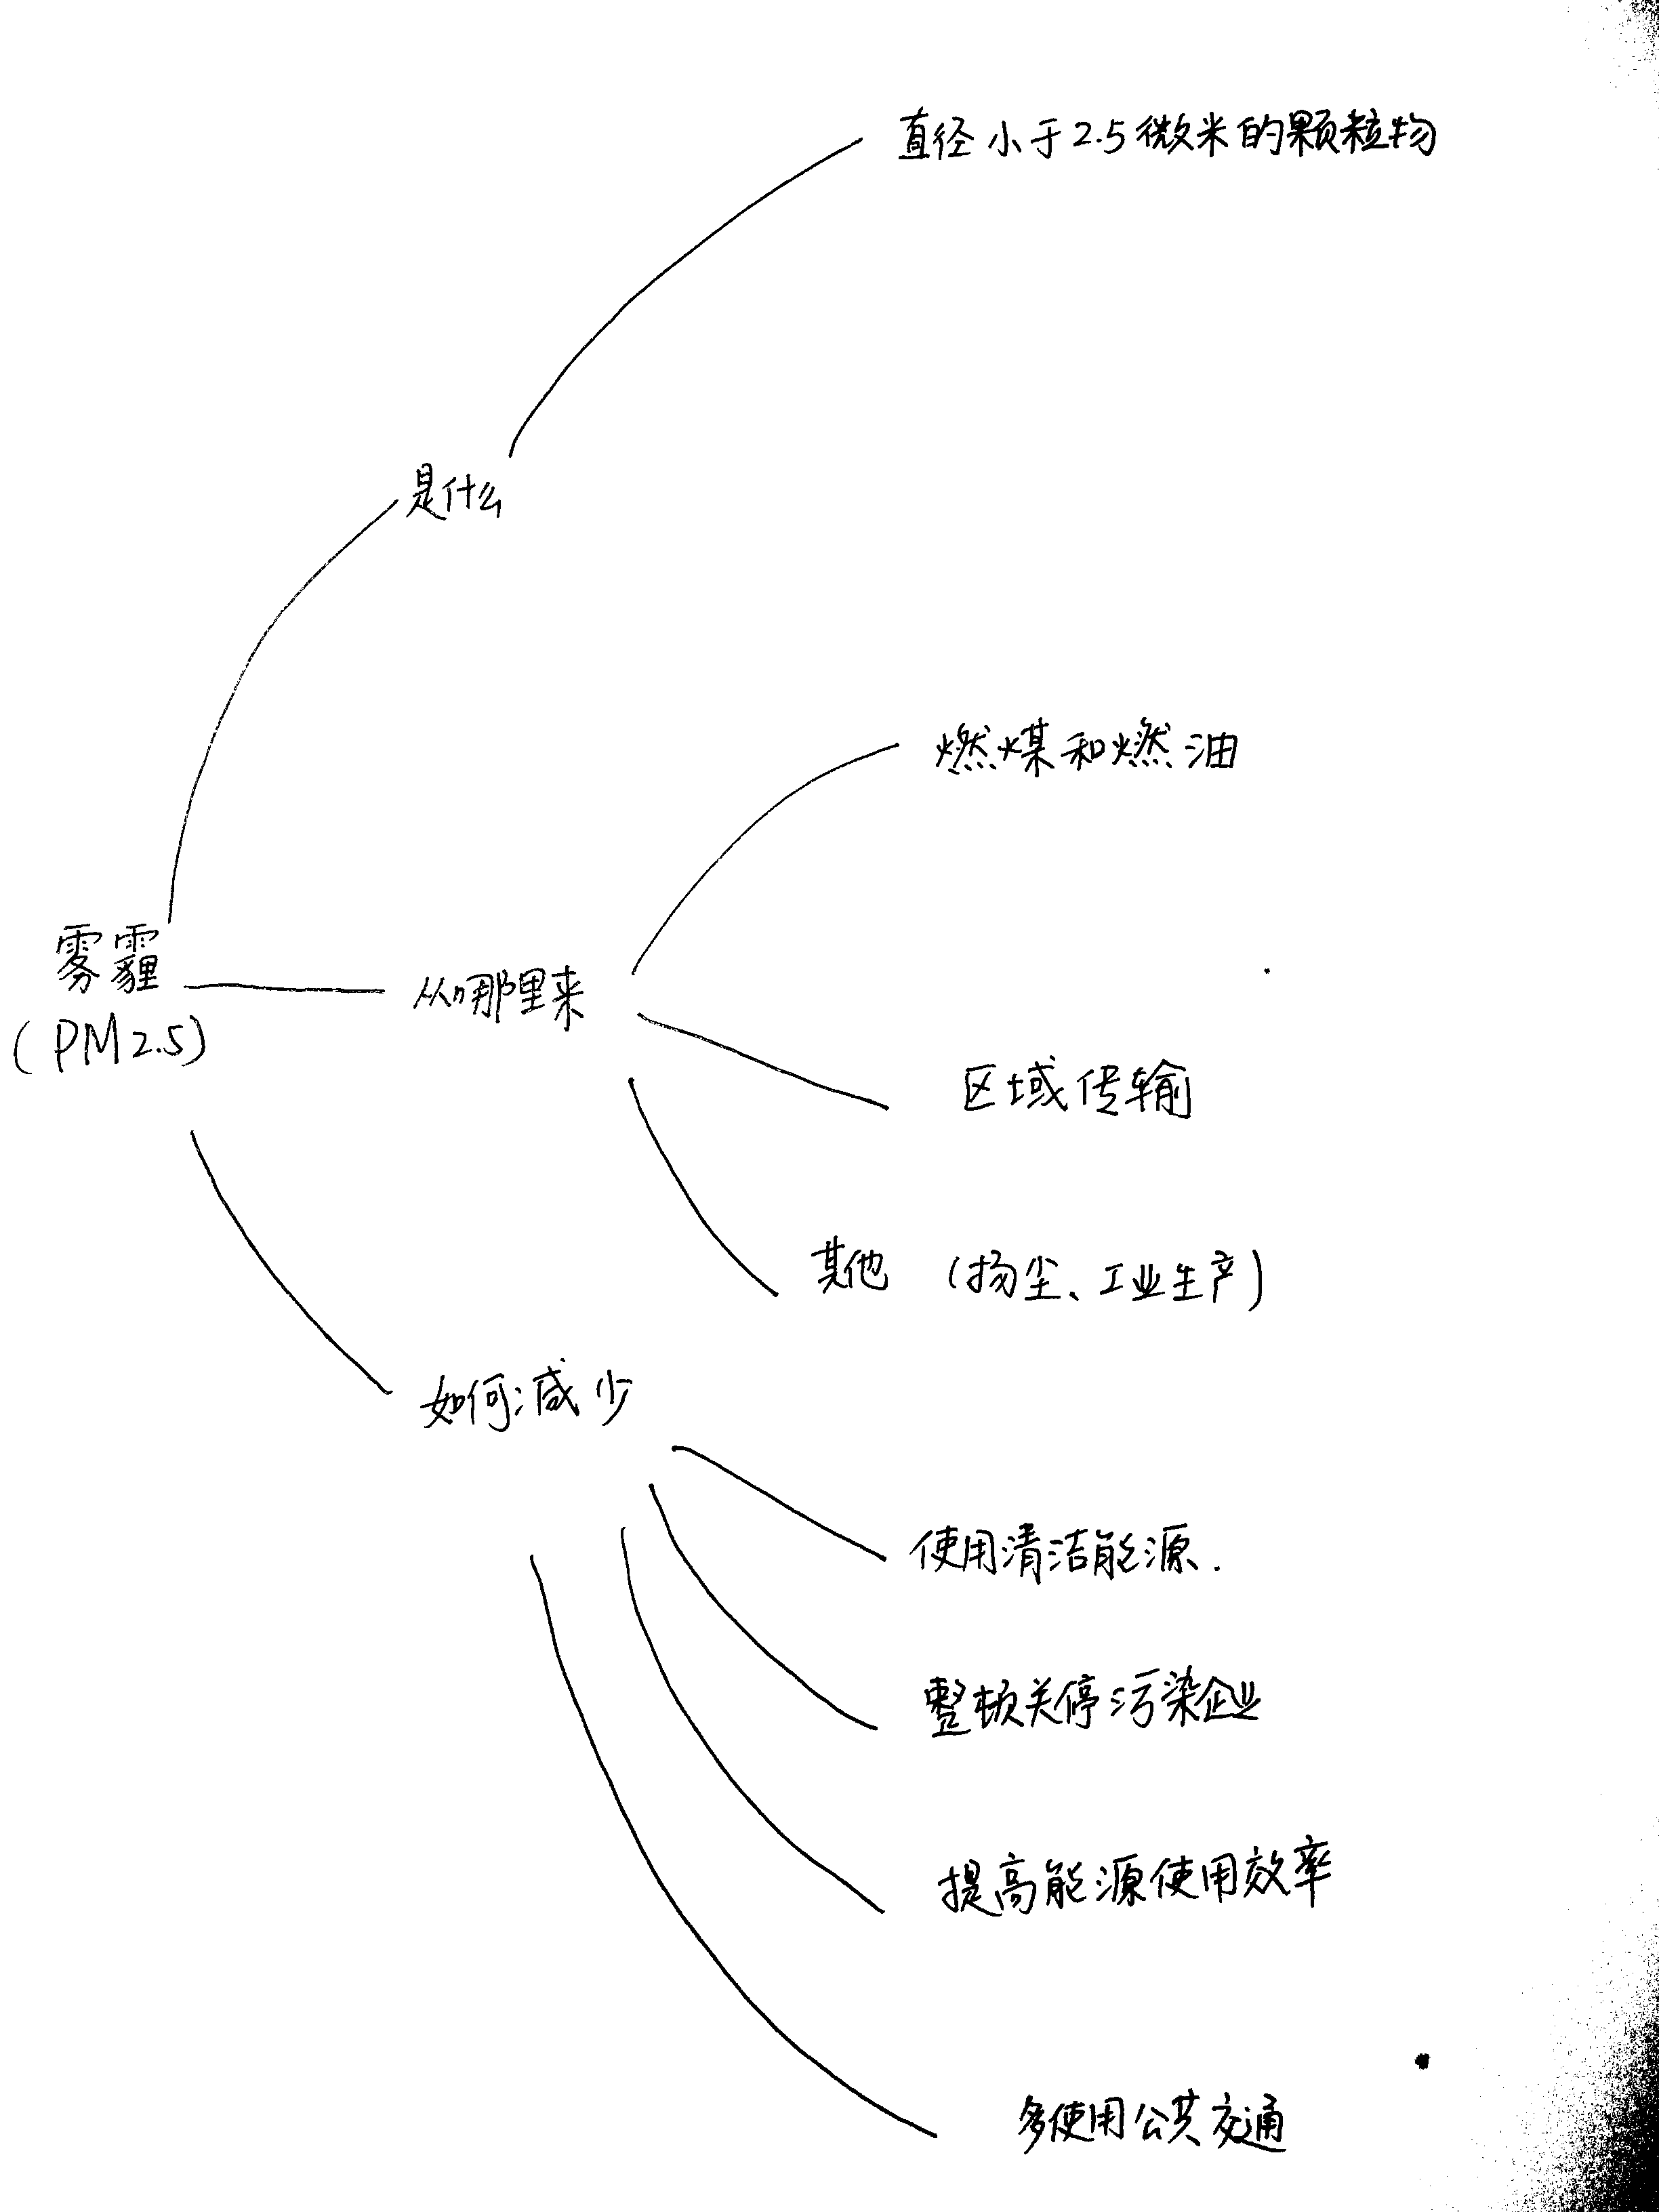 直径小于2.5微米的颗粒物
是什么
燃煤和燃油
雾霾
(PM2.5)
从哪里来
区域传输
其他 (扬尘、工业生产)
如何减少
使用清洁能源.
整顿关停污染企业
提高能源使用效率
多使用公共交通